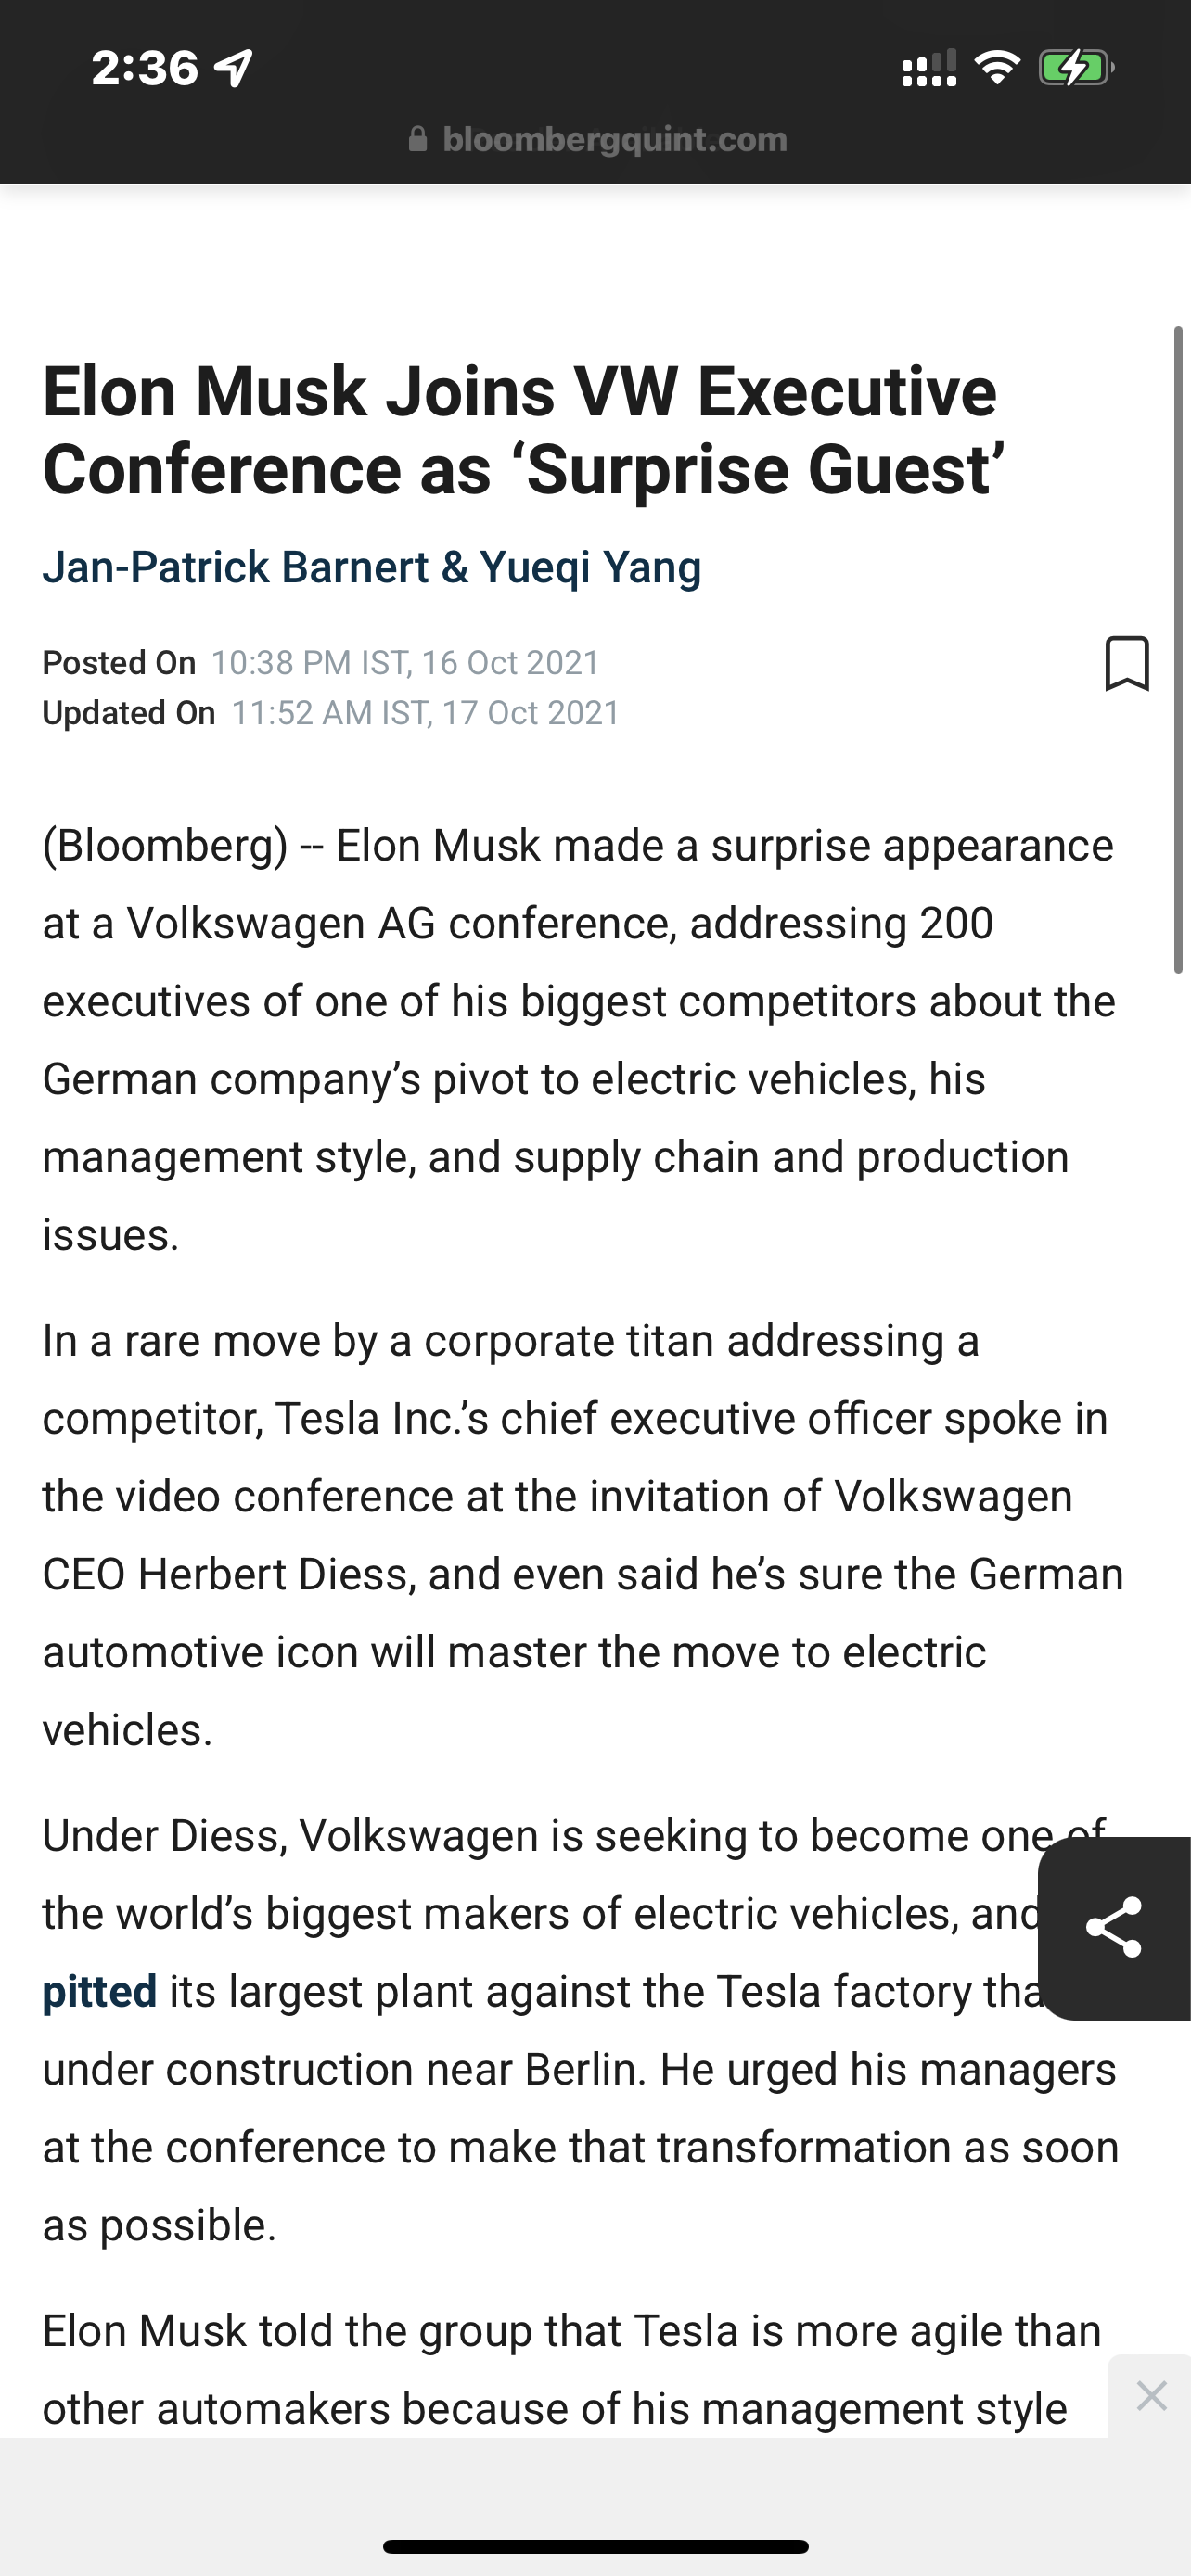 2:36
bloombergquint.com
Elon Musk Joins VW Executive
Conference as ‘Surprise Guest’
Jan-Patrick Barnert & Yueqi Yang
Posted On 10:38 PM IST, 16 Oct 2021
Updated On 11:52 AM IST, 17 Oct 2021
(Bloomberg) -- Elon Musk made a surprise appearance
at a Volkswagen AG conference, addressing 200
executives of one of his biggest competitors about the
German company’s pivot to electric vehicles, his
management style, and supply chain and production
issues.
In a rare move by a corporate titan addressing a
competitor, Tesla Inc.’s chief executive officer spoke in
the video conference at the invitation of Volkswagen
CEO Herbert Diess, and even said he’s sure the German
automotive icon will master the move to electric
vehicles.
Under Diess, Volkswagen is seeking to become one of
the world’s biggest makers of electric vehicles, and
pitted its largest plant against the Tesla factory
under construction near Berlin. He urged his managers
at the conference to make that transformation as soon
as possible.
Elon Musk told the group that Tesla is more agile than
other automakers because of his management style